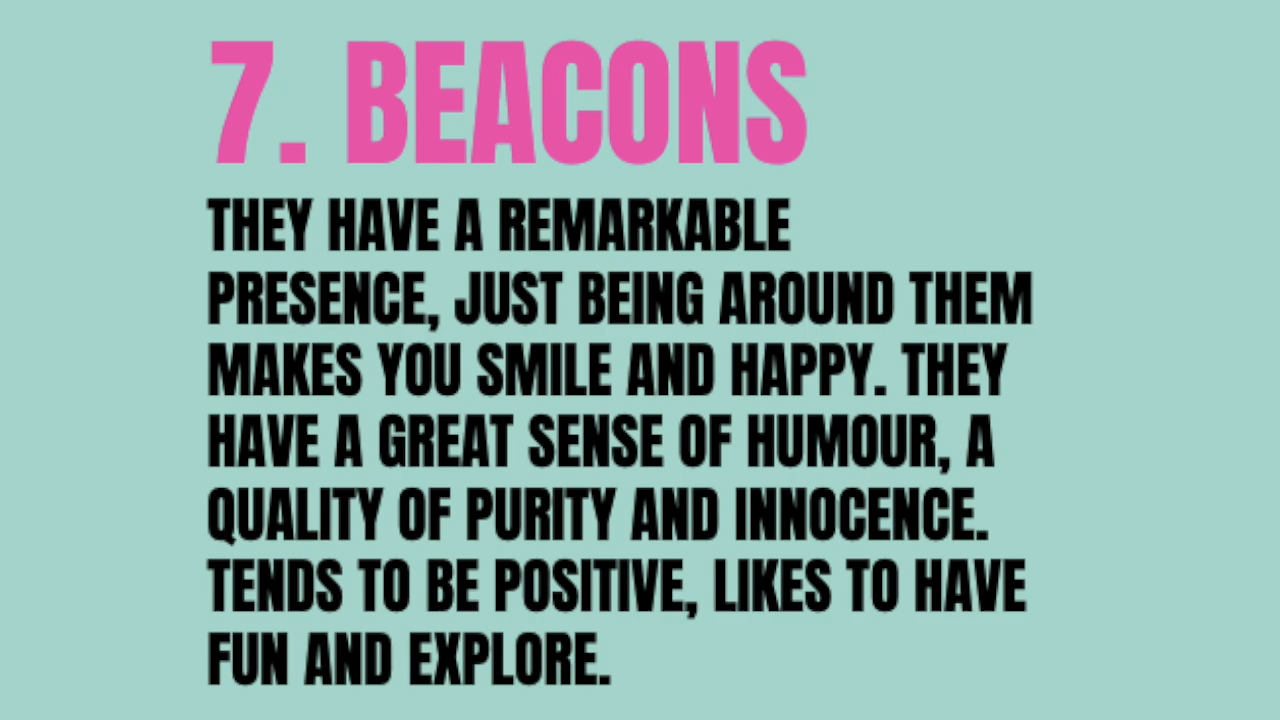 7. BEACONS
THEY HAVE A REMARKABLE
PRESENCE, JUST BEING AROUND THEM
MAKES YOU SMILE AND HAPPY. THEY
HAVE A GREAT SENSE OF HUMOUR, A
QUALITY OF PURITY AND INNOCENCE.
TENDS TO BE POSITIVE, LIKES TO HAVE
FUN AND EXPLORE.